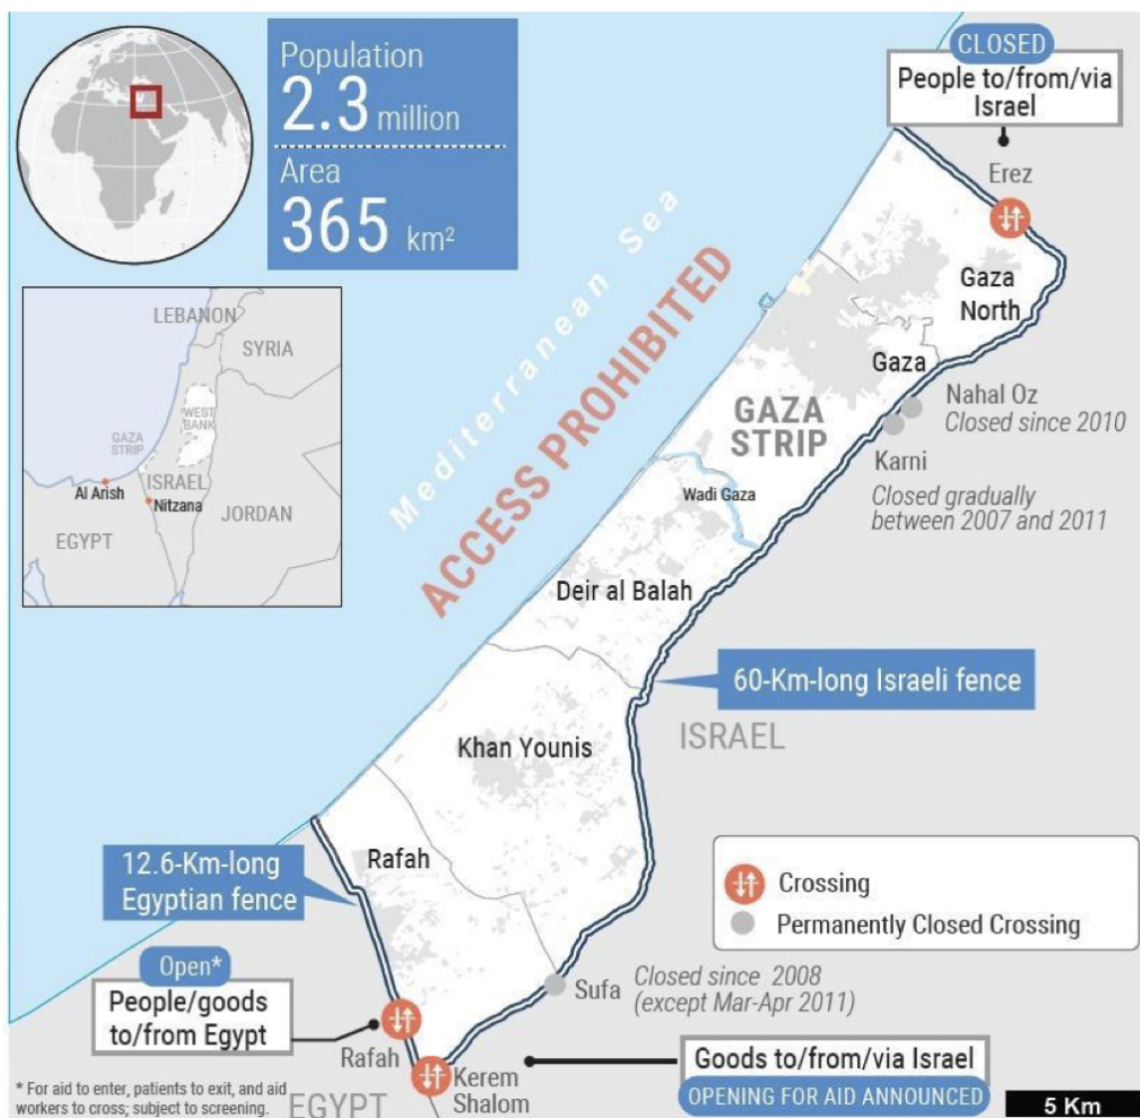 Population
2.3 million
Area
365 km²
CLOSED
People to/from/via
Israel
Erez
LEBANON
SYRIA
WEST
BANK
GAZA
STRIP
ISRAEL
Al Arish
Nitzana
JORDAN
EGYPT
Mediterranean Sea
ACCESS PROHIBITED
Gaza
North
Gaza
GAZA
STRIP
Nahal Oz
Closed since 2010
Karni
Closed gradually
between 2007 and 2011
Wadi Gaza
Deir al Balah
60-Km-long Israeli fence
ISRAEL
Khan Younis
12.6-Km-long
Egyptian fence
Rafah
Crossing
Permanently Closed Crossing
Open*
People/goods
to/from Egypt
Rafah
Sufa
Closed since 2008
(except Mar-Apr 2011)
Kerem
Shalom
Goods to/from/via Israel
OPENING FOR AID ANNOUNCED
* For aid to enter, patients to exit, and aid
workers to cross; subject to screening.
EGYPT
5 Km